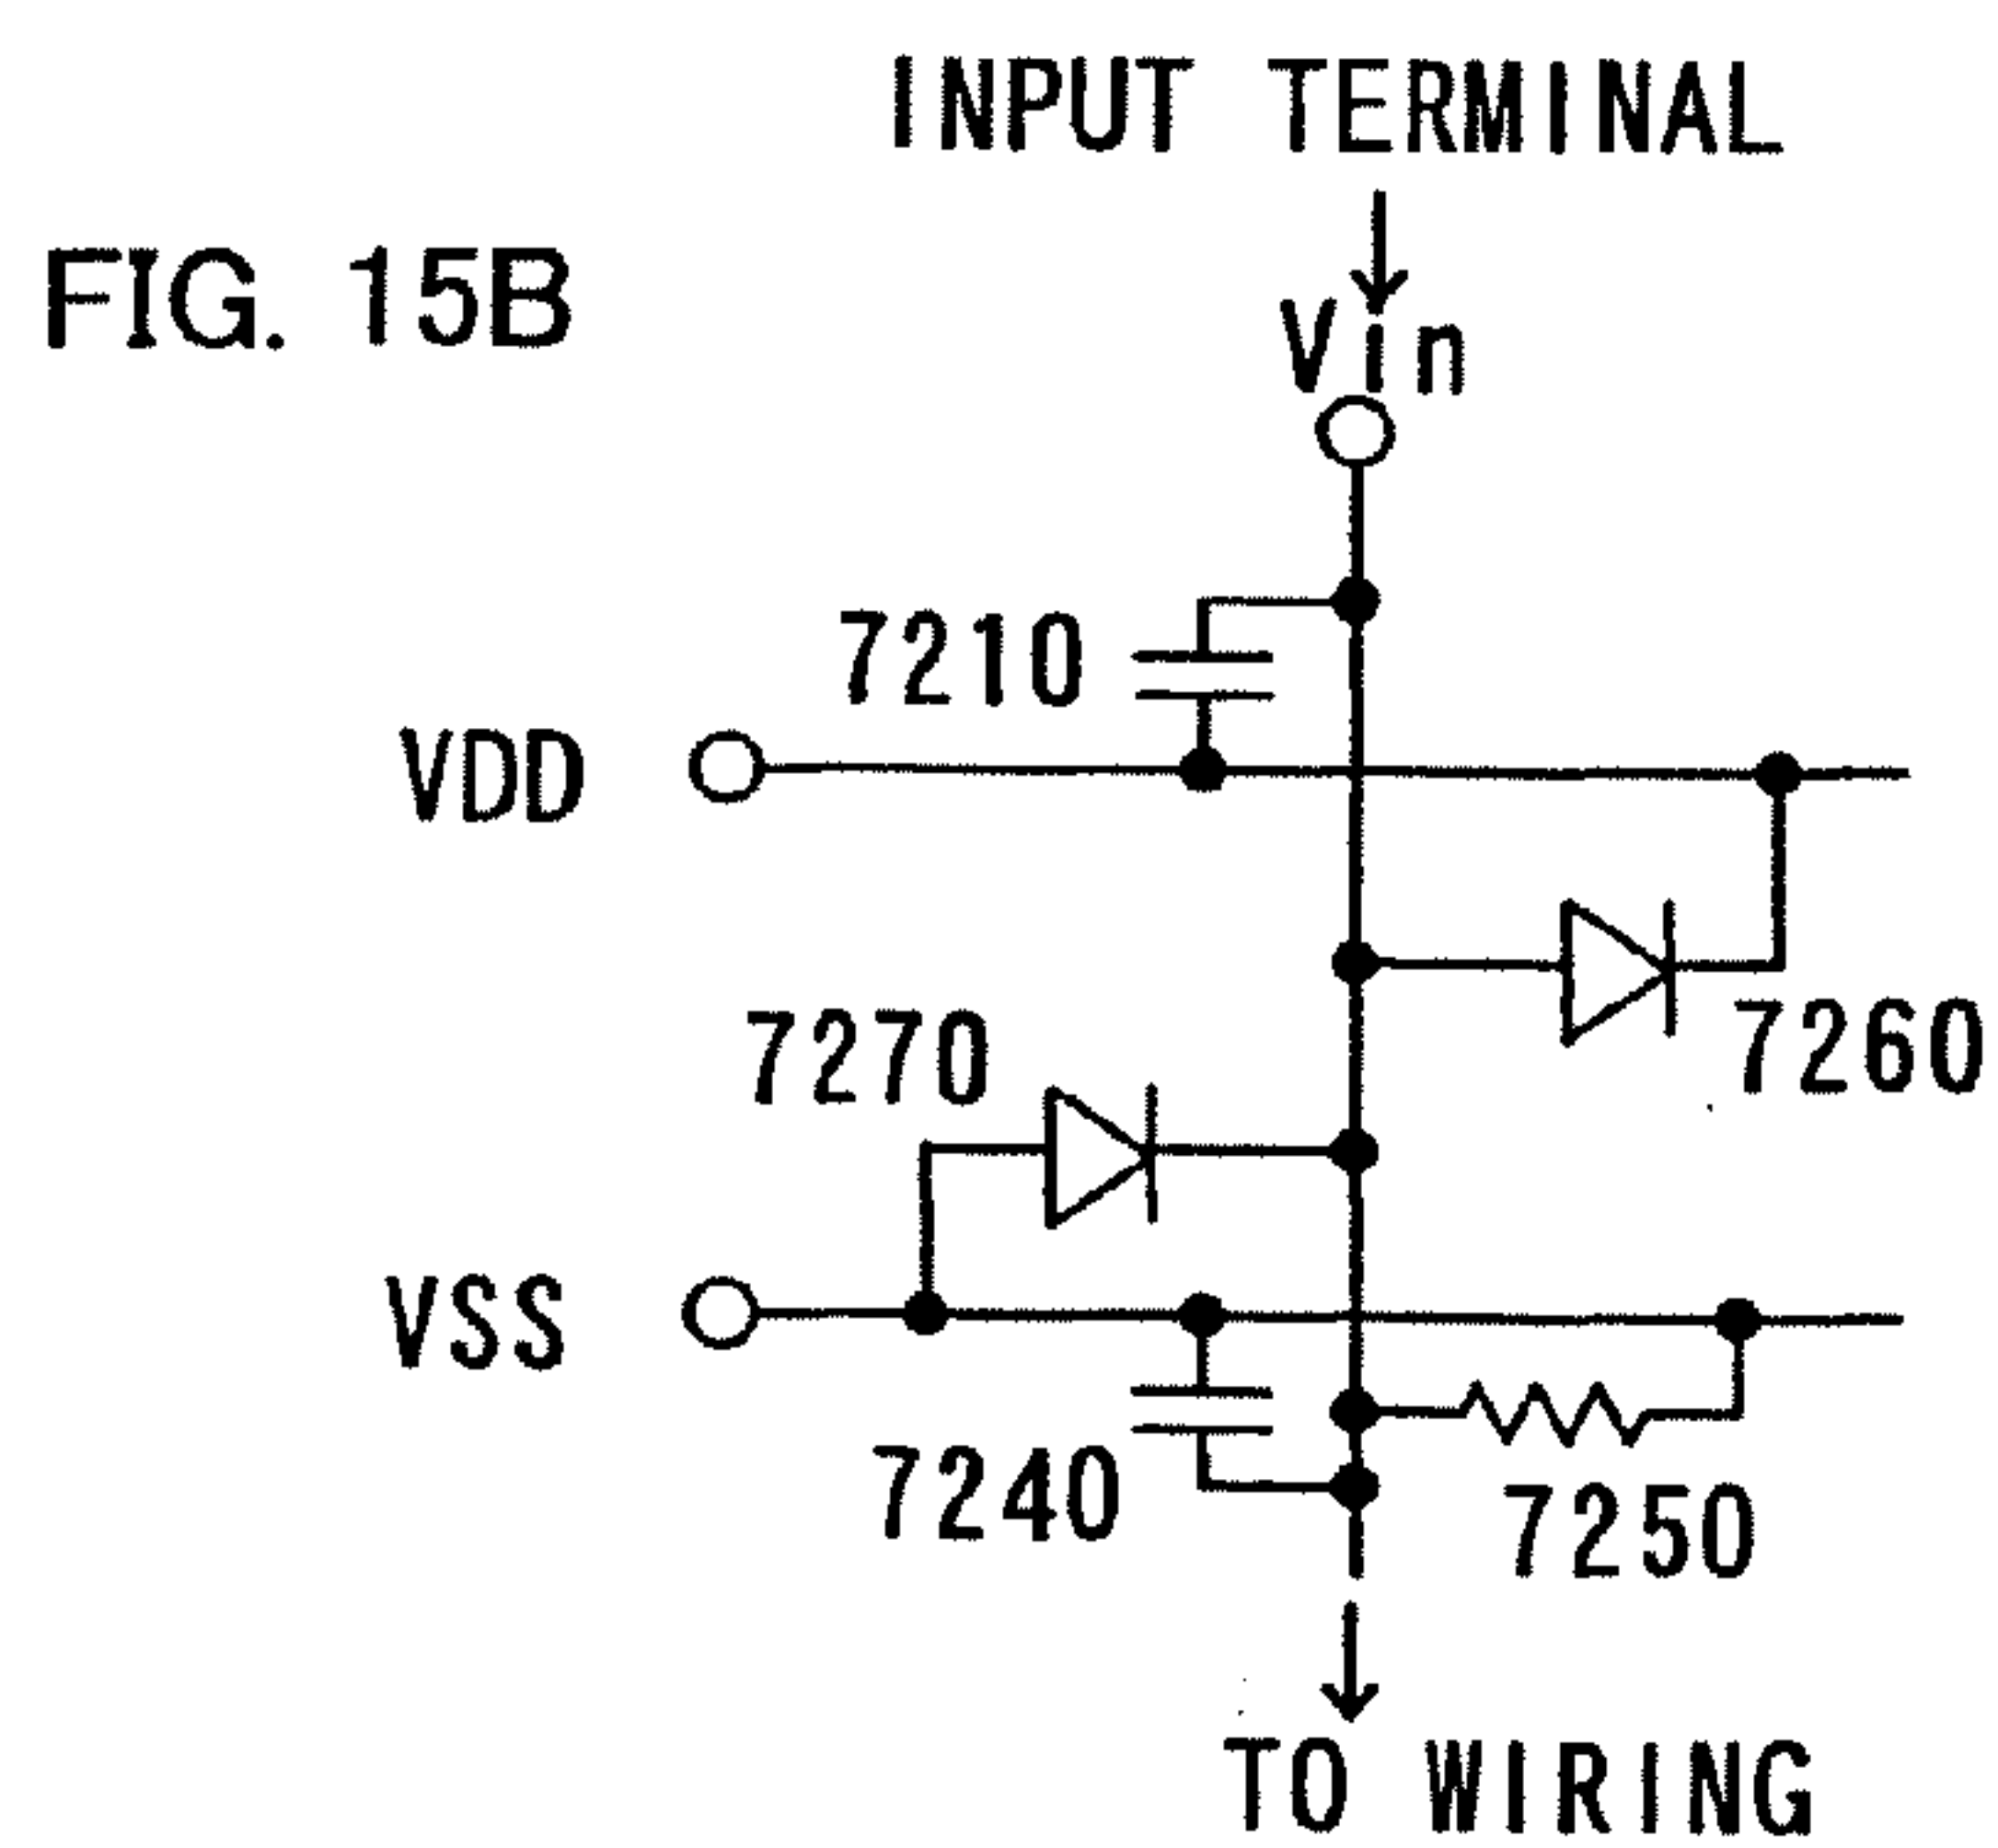 INPUT TERMINAL
FIG. 15B
Vin
7210
VDD
7260
7270
VSS
7240
7250
TO WIRING